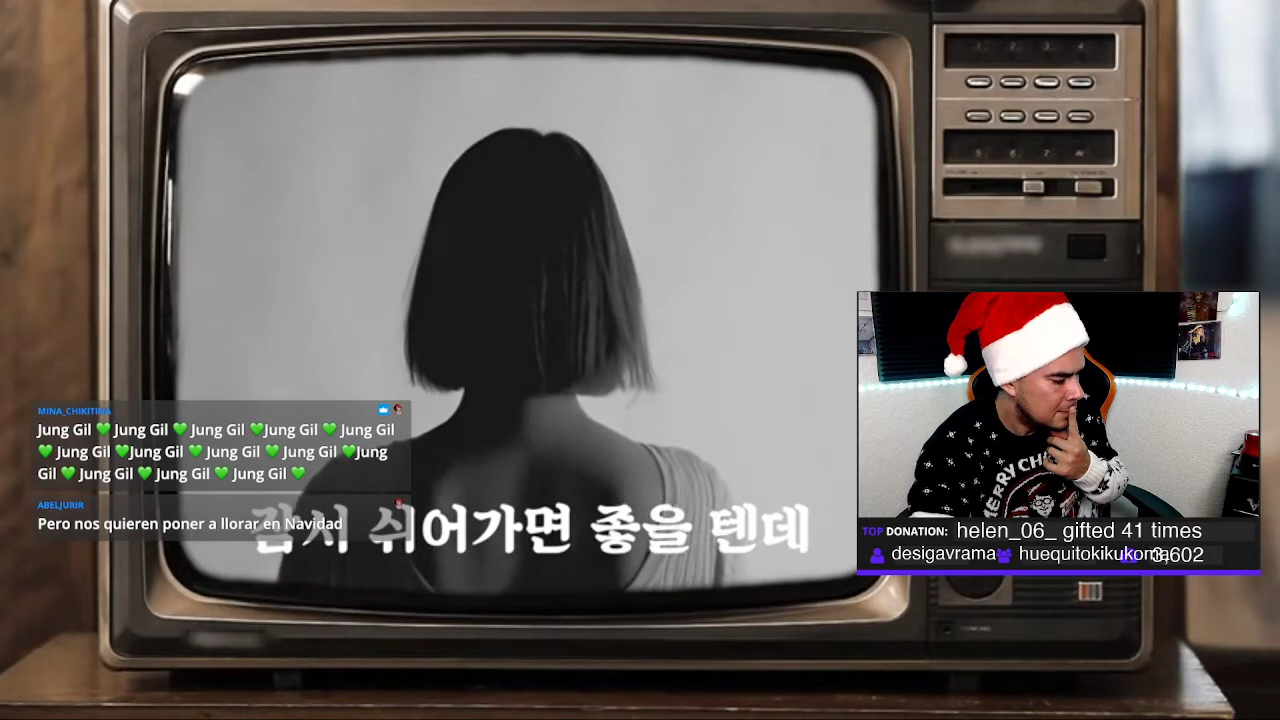 MINA_CHIKITINA
Jung Gil 💚 Jung Gil 💚 Jung Gil 💚Jung Gil 💚 Jung Gil
💚 Jung Gil 💚Jung Gil 💚 Jung Gil 💚 Jung Gil 💚Jung
Gil 💚 Jung Gil 💚 Jung Gil 💚 Jung Gil 💚
ABELJURIR
Pero nos quieren poner a llorar en Navidad
잠시 쉬어가면 좋을 텐데
MERRY CH
TOP DONATION: helen_06_ gifted 41 times
desigavrama huequitokikukoma 3,602